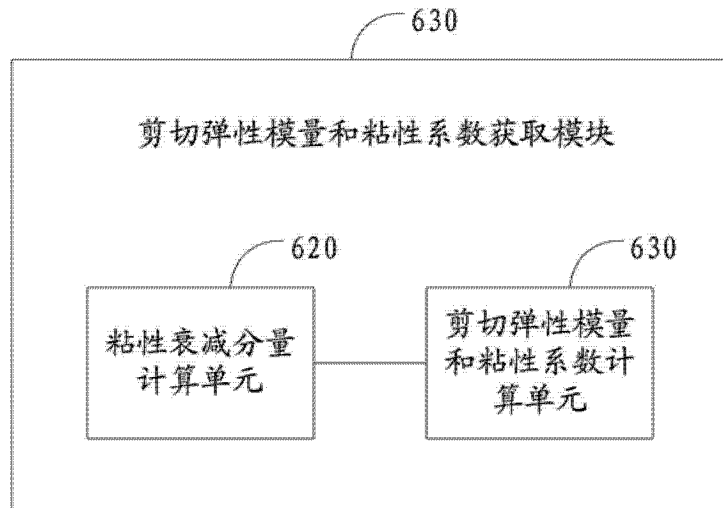 630
剪切弹性模量和粘性系数获取模块
620
粘性衰减分量
计算单元
630
剪切弹性模量
和粘性系数计
算单元